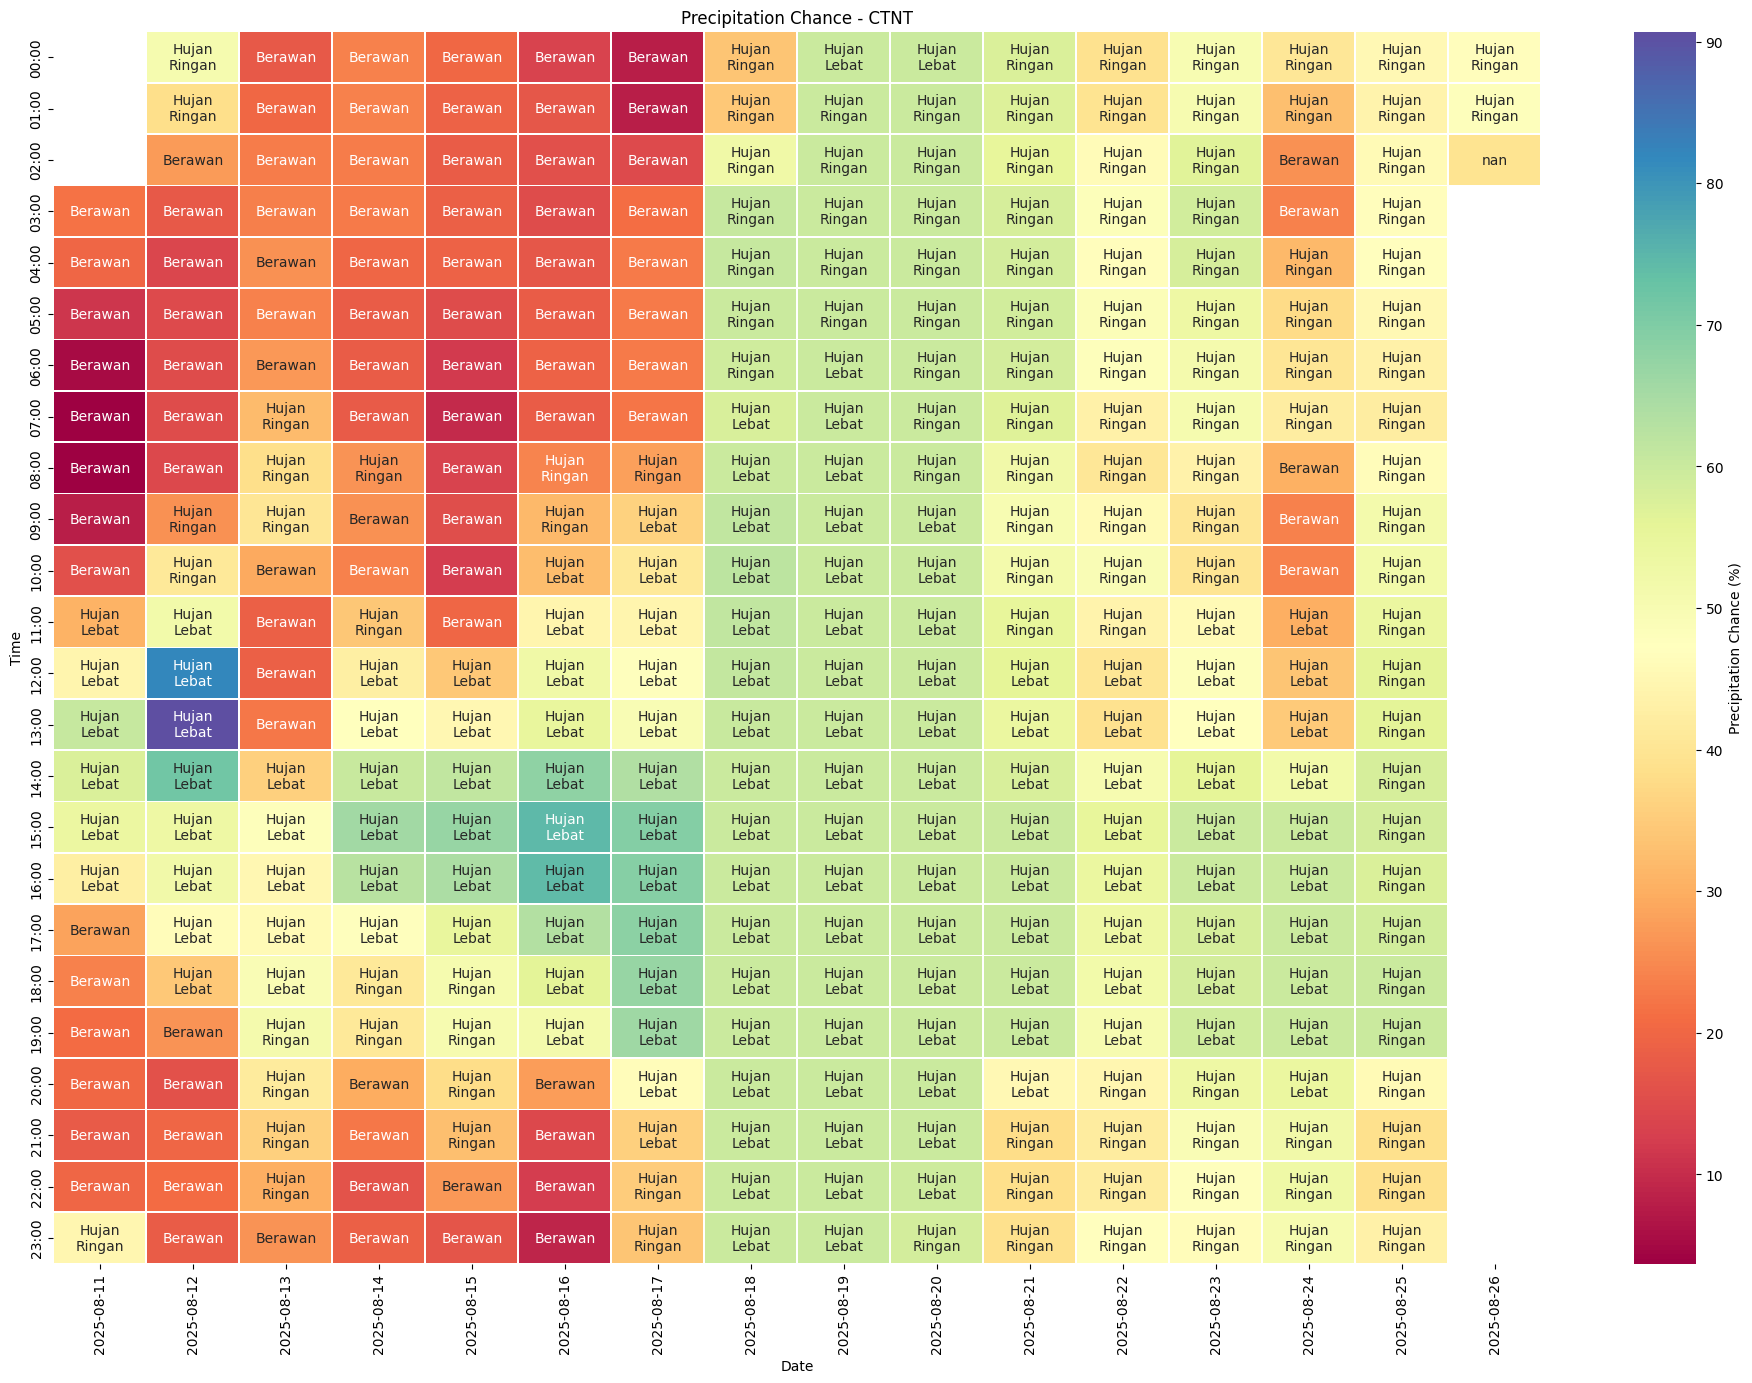 Precipitation Chance - CTNT
00:00 Hujan Ringan Berawan Berawan Berawan Berawan Berawan Hujan Ringan Hujan Lebat Hujan Lebat Hujan Ringan Hujan Ringan Hujan Ringan Hujan Ringan Hujan Ringan Hujan Ringan
01:00 Hujan Ringan Berawan Berawan Berawan Berawan Berawan Hujan Ringan Hujan Ringan Hujan Ringan Hujan Ringan Hujan Ringan Hujan Ringan Hujan Ringan Hujan Ringan Hujan Ringan
02:00 Berawan Berawan Berawan Berawan Berawan Berawan Hujan Ringan Hujan Ringan Hujan Ringan Hujan Ringan Hujan Ringan Hujan Ringan Berawan Hujan Ringan nan
03:00 Berawan Berawan Berawan Berawan Berawan Berawan Berawan Hujan Ringan Hujan Ringan Hujan Ringan Hujan Ringan Hujan Ringan Hujan Ringan Berawan Hujan Ringan
04:00 Berawan Berawan Berawan Berawan Berawan Berawan Berawan Hujan Ringan Hujan Ringan Hujan Ringan Hujan Ringan Hujan Ringan Hujan Ringan Hujan Ringan Hujan Ringan
05:00 Berawan Berawan Berawan Berawan Berawan Berawan Berawan Hujan Ringan Hujan Ringan Hujan Ringan Hujan Ringan Hujan Ringan Hujan Ringan Hujan Ringan Hujan Ringan
06:00 Berawan Berawan Berawan Berawan Berawan Berawan Berawan Hujan Ringan Hujan Lebat Hujan Ringan Hujan Ringan Hujan Ringan Hujan Ringan Hujan Ringan Hujan Ringan
07:00 Berawan Berawan Hujan Ringan Berawan Berawan Berawan Berawan Hujan Lebat Hujan Lebat Hujan Ringan Hujan Ringan Hujan Ringan Hujan Ringan Hujan Ringan Hujan Ringan
08:00 Berawan Berawan Hujan Ringan Hujan Ringan Berawan Hujan Ringan Hujan Ringan Hujan Lebat Hujan Lebat Hujan Ringan Hujan Ringan Hujan Ringan Hujan Ringan Berawan Hujan Ringan
09:00 Berawan Hujan Ringan Hujan Ringan Berawan Berawan Hujan Ringan Hujan Lebat Hujan Lebat Hujan Lebat Hujan Lebat Hujan Ringan Hujan Ringan Hujan Ringan Berawan Hujan Ringan
10:00 Berawan Hujan Ringan Berawan Berawan Berawan Hujan Lebat Hujan Lebat Hujan Lebat Hujan Lebat Hujan Lebat Hujan Ringan Hujan Ringan Hujan Ringan Berawan Hujan Ringan
11:00 Hujan Lebat Hujan Lebat Berawan Hujan Ringan Berawan Hujan Lebat Hujan Lebat Hujan Lebat Hujan Lebat Hujan Lebat Hujan Ringan Hujan Ringan Hujan Lebat Hujan Lebat Hujan Ringan
12:00 Hujan Lebat Hujan Lebat Berawan Hujan Lebat Hujan Lebat Hujan Lebat Hujan Lebat Hujan Lebat Hujan Lebat Hujan Lebat Hujan Lebat Hujan Lebat Hujan Lebat Hujan Lebat Hujan Ringan
13:00 Hujan Lebat Hujan Lebat Berawan Hujan Lebat Hujan Lebat Hujan Lebat Hujan Lebat Hujan Lebat Hujan Lebat Hujan Lebat Hujan Lebat Hujan Lebat Hujan Lebat Hujan Lebat Hujan Ringan
14:00 Hujan Lebat Hujan Lebat Hujan Lebat Hujan Lebat Hujan Lebat Hujan Lebat Hujan Lebat Hujan Lebat Hujan Lebat Hujan Lebat Hujan Lebat Hujan Lebat Hujan Lebat Hujan Lebat Hujan Ringan
15:00 Hujan Lebat Hujan Lebat Hujan Lebat Hujan Lebat Hujan Lebat Hujan Lebat Hujan Lebat Hujan Lebat Hujan Lebat Hujan Lebat Hujan Lebat Hujan Lebat Hujan Lebat Hujan Lebat Hujan Ringan
16:00 Hujan Lebat Hujan Lebat Hujan Lebat Hujan Lebat Hujan Lebat Hujan Lebat Hujan Lebat Hujan Lebat Hujan Lebat Hujan Lebat Hujan Lebat Hujan Lebat Hujan Lebat Hujan Lebat Hujan Ringan
17:00 Berawan Hujan Lebat Hujan Lebat Hujan Lebat Hujan Lebat Hujan Lebat Hujan Lebat Hujan Lebat Hujan Lebat Hujan Lebat Hujan Lebat Hujan Lebat Hujan Lebat Hujan Lebat Hujan Ringan
18:00 Berawan Hujan Lebat Hujan Lebat Hujan Ringan Hujan Ringan Hujan Lebat Hujan Lebat Hujan Lebat Hujan Lebat Hujan Lebat Hujan Lebat Hujan Lebat Hujan Lebat Hujan Lebat Hujan Ringan
19:00 Berawan Berawan Hujan Ringan Hujan Ringan Hujan Ringan Hujan Lebat Hujan Lebat Hujan Lebat Hujan Lebat Hujan Lebat Hujan Lebat Hujan Lebat Hujan Lebat Hujan Lebat Hujan Ringan
20:00 Berawan Berawan Hujan Ringan Berawan Hujan Ringan Berawan Hujan Lebat Hujan Lebat Hujan Lebat Hujan Lebat Hujan Lebat Hujan Ringan Hujan Ringan Hujan Lebat Hujan Ringan
21:00 Berawan Berawan Hujan Ringan Berawan Hujan Ringan Berawan Hujan Lebat Hujan Lebat Hujan Lebat Hujan Lebat Hujan Ringan Hujan Ringan Hujan Ringan Hujan Ringan Hujan Ringan
22:00 Berawan Berawan Hujan Ringan Berawan Berawan Berawan Hujan Ringan Hujan Lebat Hujan Lebat Hujan Lebat Hujan Ringan Hujan Ringan Hujan Ringan Hujan Ringan Hujan Ringan
23:00 Hujan Ringan Berawan Berawan Berawan Berawan Berawan Hujan Ringan Hujan Lebat Hujan Lebat Hujan Ringan Hujan Ringan Hujan Ringan Hujan Ringan Hujan Ringan Hujan Ringan
Time
2025-08-11 2025-08-12 2025-08-13 2025-08-14 2025-08-15 2025-08-16 2025-08-17 2025-08-18 2025-08-19 2025-08-20 2025-08-21 2025-08-22 2025-08-23 2025-08-24 2025-08-25 2025-08-26
Date
90
80
70
60
50
40
30
20
10
Precipitation Chance (%)